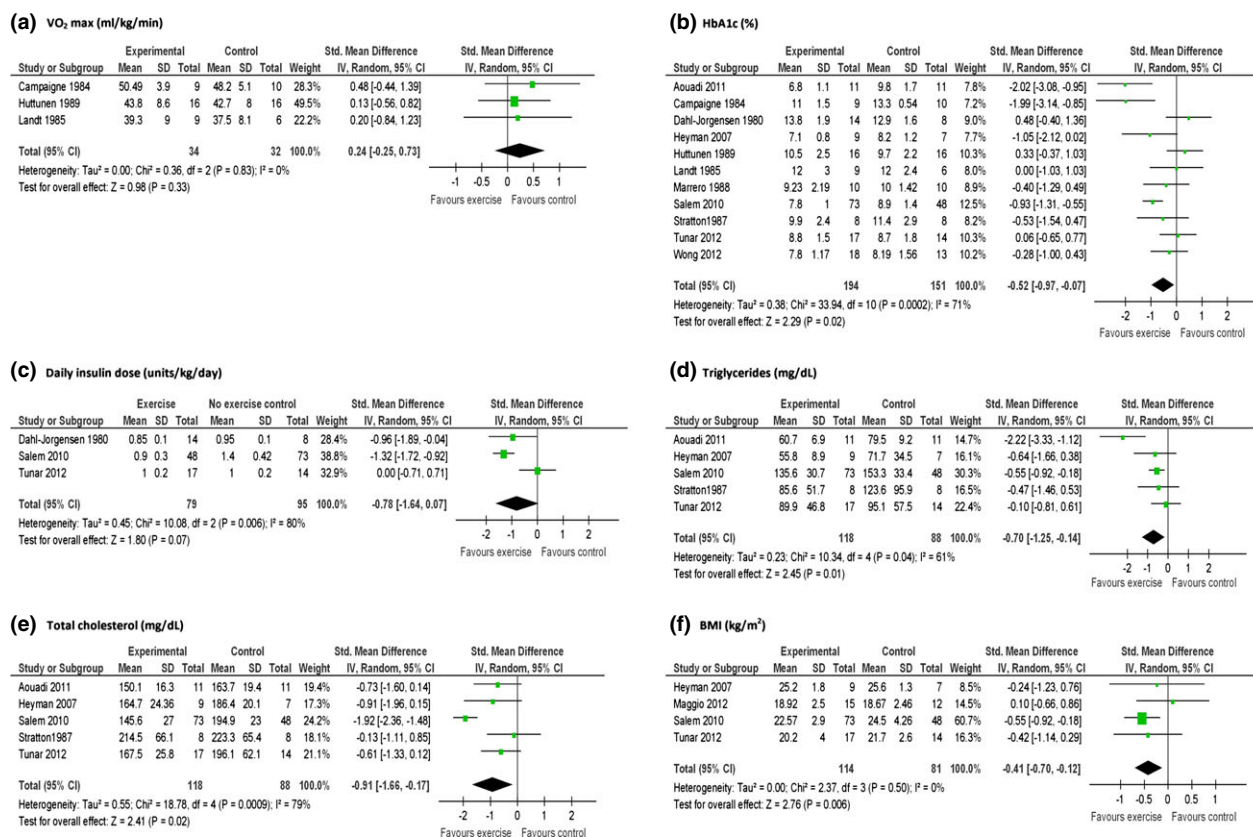 (a) VO₂ max (ml/kg/min)
Experimental Control Std. Mean Difference Std. Mean Difference
Study or Subgroup Mean SD Total Mean SD Total Weight IV, Random, 95% CI IV, Random, 95% CI
Campaigne 1984 50.49 3.9 9 48.2 5.1 10 28.3% 0.48 [-0.44, 1.39]
Huttunen 1989 43.8 8.6 16 42.7 8 16 49.5% 0.13 [-0.56, 0.82]
Landt 1985 39.3 9 9 37.5 8.1 6 22.2% 0.20 [-0.84, 1.23]
Total (95% CI) 34 32 100.0% 0.24 [-0.25, 0.73]
Heterogeneity: Tau² = 0.00; Chi² = 0.36, df = 2 (P = 0.83); I² = 0%
Test for overall effect: Z = 0.98 (P = 0.33)
-1 -0.5 0 0.5 1
Favours exercise Favours control
(b) HbA1c (%)
Experimental Control Std. Mean Difference Std. Mean Difference
Study or Subgroup Mean SD Total Mean SD Total Weight IV, Random, 95% CI IV, Random, 95% CI
Aouadi 2011 6.8 1.1 11 9.8 1.7 11 7.8% -2.02 [-3.08, -0.95]
Campaigne 1984 11 1.5 9 13.3 0.54 10 7.2% -1.99 [-3.14, -0.85]
Dahl-Jorgensen 1980 13.8 1.9 14 12.9 1.6 8 9.0% 0.48 [-0.40, 1.36]
Heyman 2007 7.1 0.8 9 8.2 1.2 7 7.7% -1.05 [-2.12, 0.02]
Huttunen 1989 10.5 2.5 16 9.7 2.2 16 10.4% 0.33 [-0.37, 1.03]
Landt 1985 12 3 9 12 2.4 6 7.9% 0.00 [-1.03, 1.03]
Marrero 1988 9.23 2.19 10 10 1.42 10 8.9% -0.40 [-1.29, 0.49]
Salem 2010 7.8 1 73 8.9 1.4 48 12.5% -0.93 [-1.31, -0.55]
Stratton1987 9.9 2.4 8 11.4 2.9 8 8.1% -0.53 [-1.54, 0.47]
Tunar 2012 8.8 1.5 17 8.7 1.8 14 10.3% 0.06 [-0.65, 0.77]
Wong 2012 7.8 1.17 18 8.19 1.56 13 10.2% -0.28 [-1.00, 0.43]
Total (95% CI) 194 151 100.0% -0.52 [-0.97, -0.07]
Heterogeneity: Tau² = 0.38; Chi² = 33.94, df = 10 (P = 0.0002); I² = 71%
Test for overall effect: Z = 2.29 (P = 0.02)
-2 -1 0 1 2
Favours exercise Favours control
(c) Daily insulin dose (units/kg/day)
Exercise No exercise control Std. Mean Difference Std. Mean Difference
Study or Subgroup Mean SD Total Mean SD Total Weight IV, Random, 95% CI IV, Random, 95% CI
Dahl-Jorgensen 1980 0.85 0.1 14 0.95 0.1 8 28.4% -0.96 [-1.89, -0.04]
Salem 2010 0.9 0.3 48 1.4 0.42 73 38.8% -1.32 [-1.72, -0.92]
Tunar 2012 1 0.2 17 1 0.2 14 32.8% 0.00 [-0.71, 0.71]
Total (95% CI) 79 95 100.0% -0.78 [-1.64, 0.07]
Heterogeneity: Tau² = 0.45; Chi² = 10.08, df = 2 (P = 0.006); I² = 80%
Test for overall effect: Z = 1.80 (P = 0.07)
-2 -1 0 1 2
Favours exercise Favours control
(d) Triglycerides (mg/dL)
Experimental Control Std. Mean Difference Std. Mean Difference
Study or Subgroup Mean SD Total Mean SD Total Weight IV, Random, 95% CI IV, Random, 95% CI
Aouadi 2011 60.7 6.9 11 79.5 9.2 11 14.7% -2.22 [-3.33, -1.12]
Heyman 2007 55.8 8.9 9 71.7 34.5 7 16.1% -0.64 [-1.66, 0.38]
Salem 2010 135.6 30.7 73 153.3 33.4 48 30.0% -0.55 [-0.92, -0.18]
Stratton1987 85.6 51.7 8 123.6 95.9 8 16.5% -0.47 [-1.46, 0.53]
Tunar 2012 89.9 46.8 17 95.1 57.5 14 22.4% -0.10 [-0.81, 0.61]
Total (95% CI) 118 88 100.0% -0.70 [-1.25, -0.14]
Heterogeneity: Tau² = 0.23; Chi² = 10.34, df = 4 (P = 0.04); I² = 61%
Test for overall effect: Z = 2.45 (P = 0.01)
-2 -1 0 1 2
Favours exercise Favours control
(e) Total cholesterol (mg/dL)
Experimental Control Std. Mean Difference Std. Mean Difference
Study or Subgroup Mean SD Total Mean SD Total Weight IV, Random, 95% CI IV, Random, 95% CI
Aouadi 2011 150.1 16.3 11 163.7 19.4 11 19.4% -0.73 [-1.60, 0.14]
Heyman 2007 164.7 24.36 9 186.4 20.1 7 17.3% -0.91 [-1.96, 0.15]
Salem 2010 145.6 27 73 194.9 23 48 24.2% -1.92 [-2.36, -1.48]
Stratton1987 214.5 66.1 8 223.3 65.4 8 18.1% -0.13 [-1.11, 0.85]
Tunar 2012 167.5 25.8 17 196.1 62.1 14 21.1% -0.61 [-1.33, 0.12]
Total (95% CI) 118 88 100.0% -0.91 [-1.66, -0.17]
Heterogeneity: Tau² = 0.55; Chi² = 18.78, df = 4 (P = 0.0009); I² = 79%
Test for overall effect: Z = 2.41 (P = 0.02)
-2 -1 0 1 2
Favours exercise Favours control
(f) BMI (kg/m²)
Experimental Control Std. Mean Difference Std. Mean Difference
Study or Subgroup Mean SD Total Mean SD Total Weight IV, Random, 95% CI IV, Random, 95% CI
Heyman 2007 25.2 1.8 9 25.6 1.3 7 8.5% -0.24 [-1.23, 0.76]
Maggio 2012 18.92 2.5 15 18.67 2.46 12 14.7% 0.10 [-0.66, 0.86]
Salem 2010 22.57 2.9 73 24.5 4.26 48 60.2% -0.55 [-0.92, -0.18]
Tunar 2012 20.2 4 17 21.7 2.6 14 16.6% -0.42 [-1.14, 0.29]
Total (95% CI) 114 81 100.0% -0.41 [-0.70, -0.12]
Heterogeneity: Tau² = 0.00; Chi² = 2.37, df = 3 (P = 0.50); I² = 0%
Test for overall effect: Z = 2.76 (P = 0.006)
-1 -0.5 0 0.5 1
Favours exercise Favours control